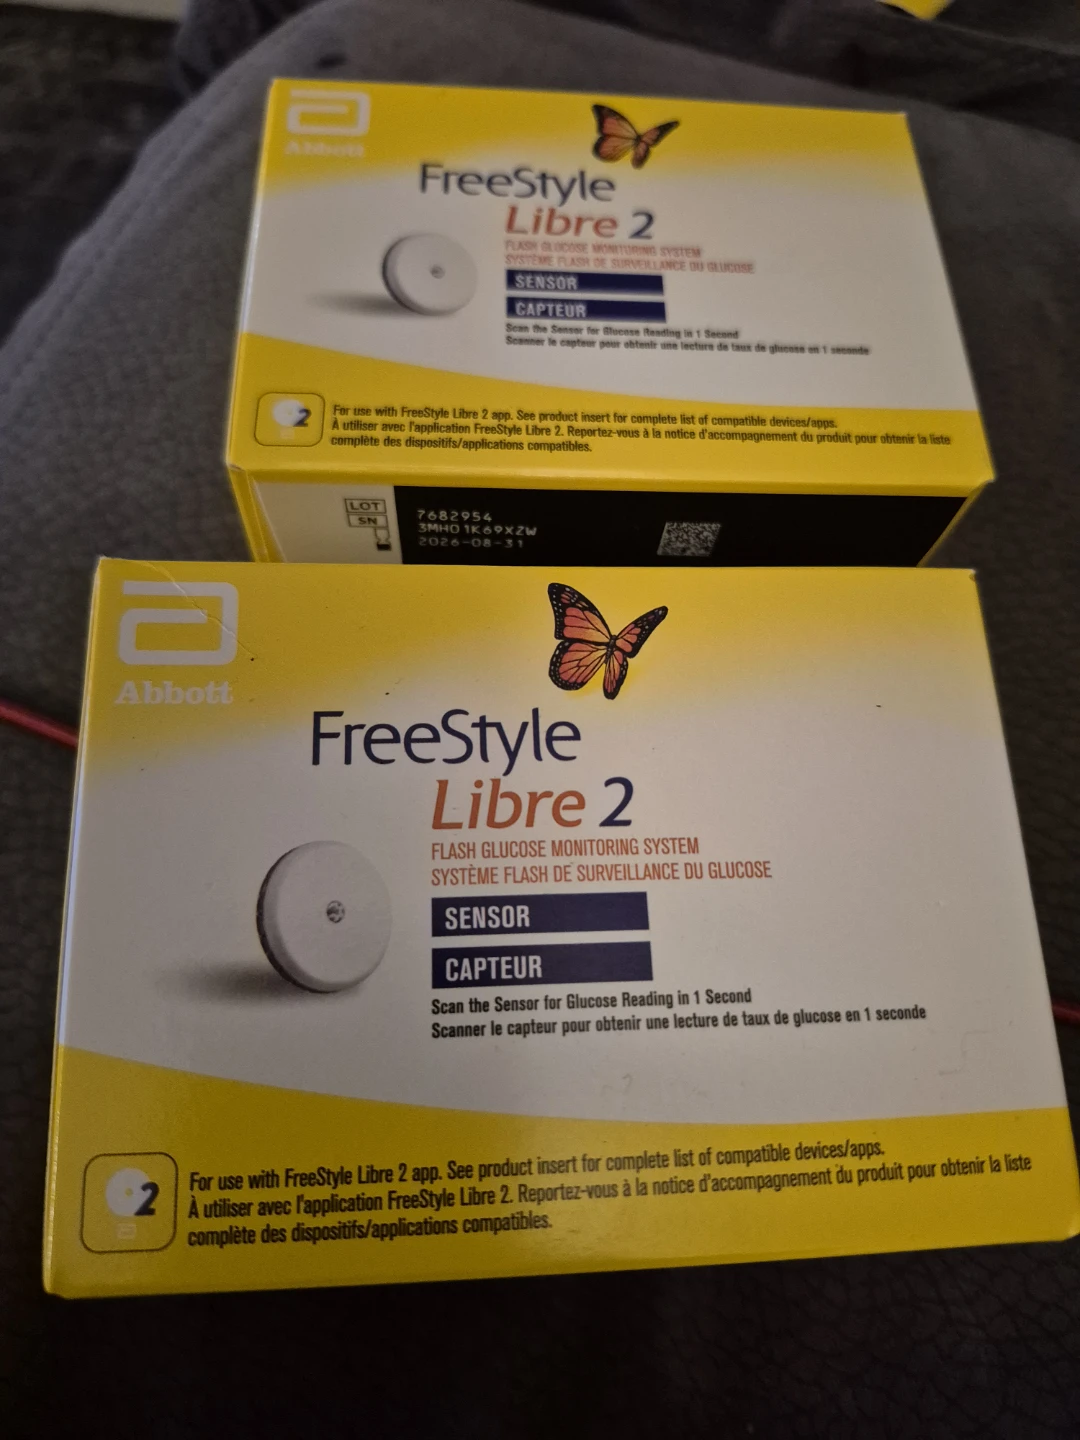 Abbott
FreeStyle
Libre 2
FLASH GLUCOSE MONITORING SYSTEM
SYSTÈME FLASH DE SURVEILLANCE DU GLUCOSE
SENSOR
CAPTEUR
Scan the Sensor for Glucose Reading in 1 Second
Scanner le capteur pour obtenir une lecture de taux de glucose en 1 seconde
2
For use with FreeStyle Libre 2 app. See product insert for complete list of compatible devices/apps.
À utiliser avec l'application FreeStyle Libre 2. Reportez-vous à la notice d'accompagnement du produit pour obtenir la liste
complète des dispositifs/applications compatibles.
LOT
SN
7682954
3MH01K69XZW
2026-08-31
Abbott
FreeStyle
Libre 2
FLASH GLUCOSE MONITORING SYSTEM
SYSTÈME FLASH DE SURVEILLANCE DU GLUCOSE
SENSOR
CAPTEUR
Scan the Sensor for Glucose Reading in 1 Second
Scanner le capteur pour obtenir une lecture de taux de glucose en 1 seconde
2
For use with FreeStyle Libre 2 app. See product insert for complete list of compatible devices/apps.
À utiliser avec l'application FreeStyle Libre 2. Reportez-vous à la notice d'accompagnement du produit pour obtenir la liste
complète des dispositifs/applications compatibles.